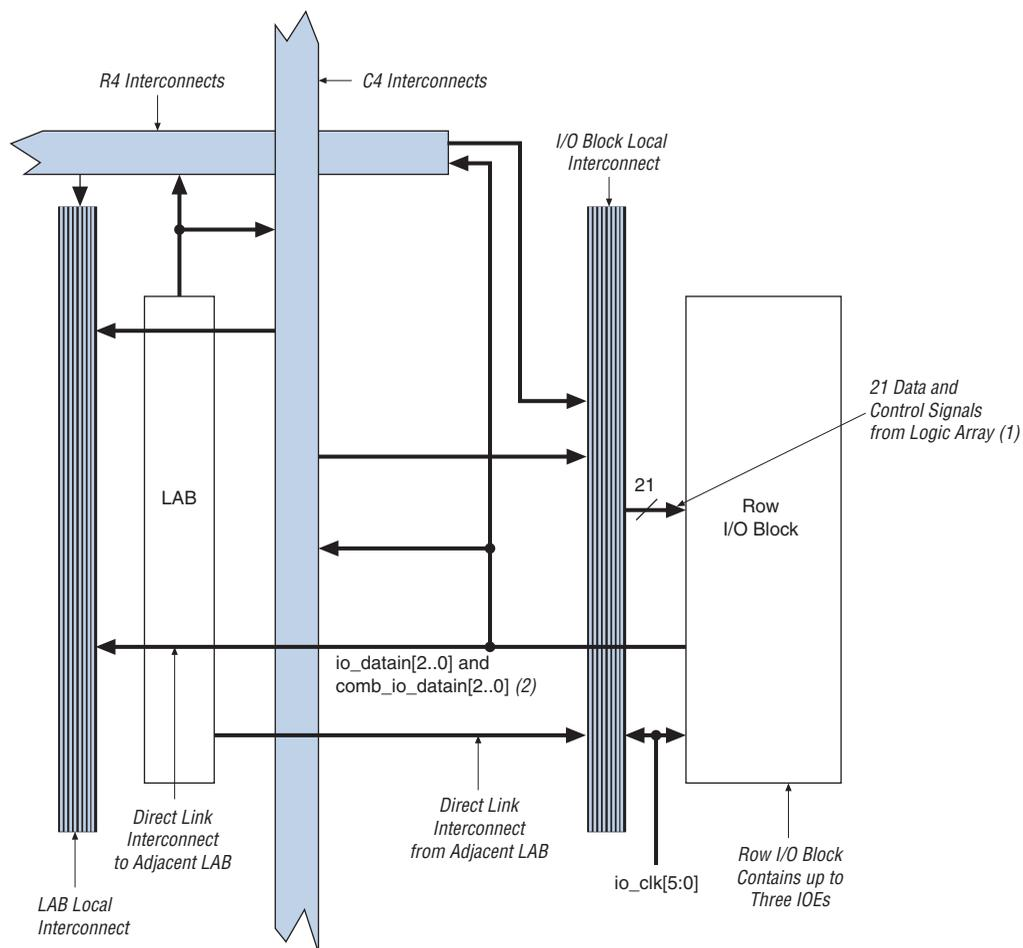 R4 Interconnects
C4 Interconnects
I/O Block Local
Interconnect
21 Data and
Control Signals
from Logic Array (1)
21
LAB
Row
I/O Block
io_datain[2..0] and
comb_io_datain[2..0] (2)
Direct Link
Interconnect
to Adjacent LAB
Direct Link
Interconnect
from Adjacent LAB
io_clk[5:0]
Row I/O Block
Contains up to
Three IOEs
LAB Local
Interconnect